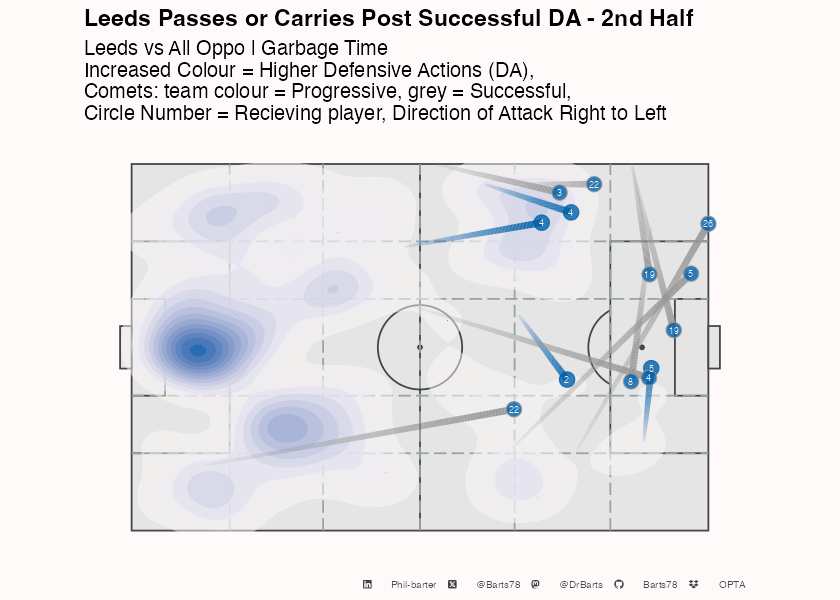 Leeds Passes or Carries Post Successful DA - 2nd Half
Leeds vs All Oppo l Garbage Time
Increased Colour = Higher Defensive Actions (DA),
Comets: team colour = Progressive, grey = Successful,
Circle Number = Recieving player, Direction of Attack Right to Left
22
3
4
4
26
19
5
19
5
4
8
2
22
Phil-barter @Barts78 @DrBarts Barts78 OPTA